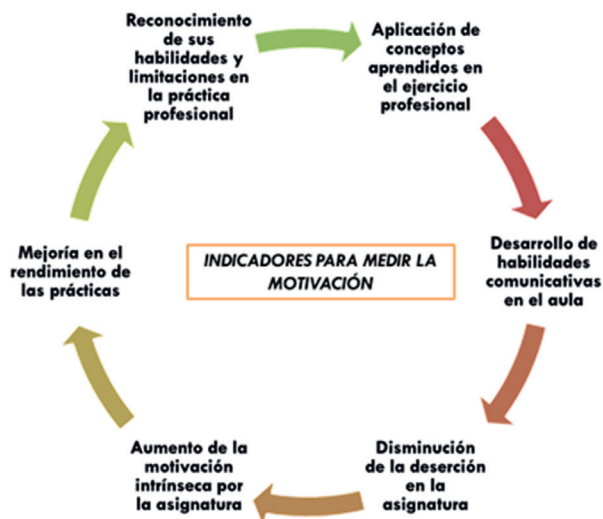 Reconocimiento
de sus
habilidades y
limitaciones en
la práctica
profesional
Aplicación de
conceptos
aprendidos en
el ejercicio
profesional
Desarrollo de
habilidades
comunicativas
en el aula
Disminución
de la deserción
en la
asignatura
Aumento de la
motivación
intrínseca por
la asignatura
Mejoría en el
rendimiento de
las prácticas
INDICADORES PARA MEDIR LA
MOTIVACIÓN